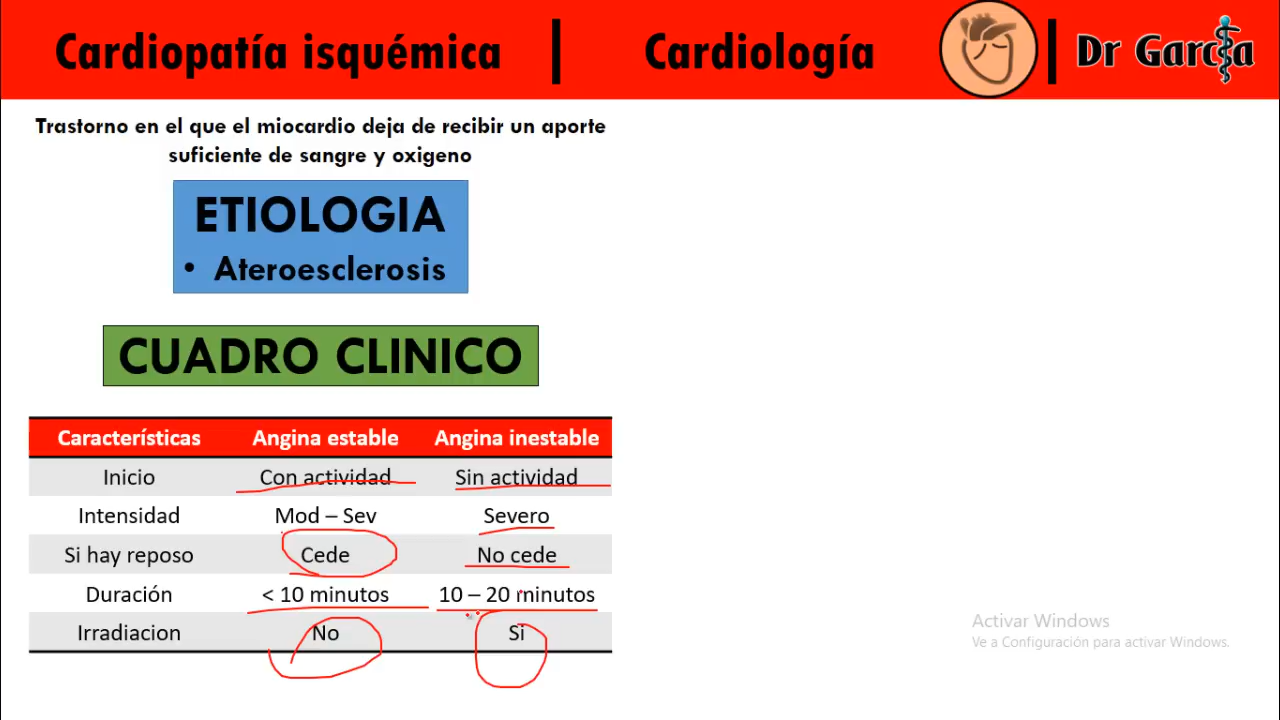 Cardiopatía isquémica | Cardiología | Dr García
Trastorno en el que el miocardio deja de recibir un aporte
suficiente de sangre y oxigeno
ETIOLOGIA
• Ateroesclerosis
CUADRO CLINICO
Características Angina estable Angina inestable
Inicio Con actividad Sin actividad
Intensidad Mod – Sev Severo
Si hay reposo Cede No cede
Duración < 10 minutos 10 – 20 minutos
Irradiacion No Si
Activar Windows
Ve a Configuración para activar Windows.